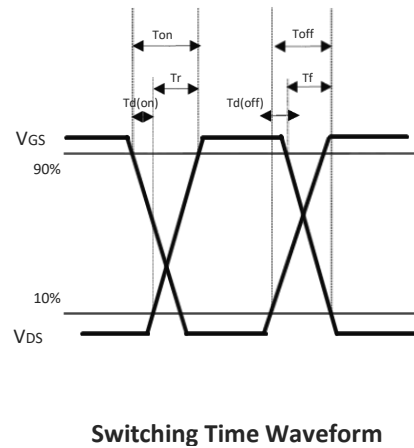 Ton
Toff
Tr
Tf
Td(on)
Td(off)
VGS
90%
10%
VDS
Switching Time Waveform